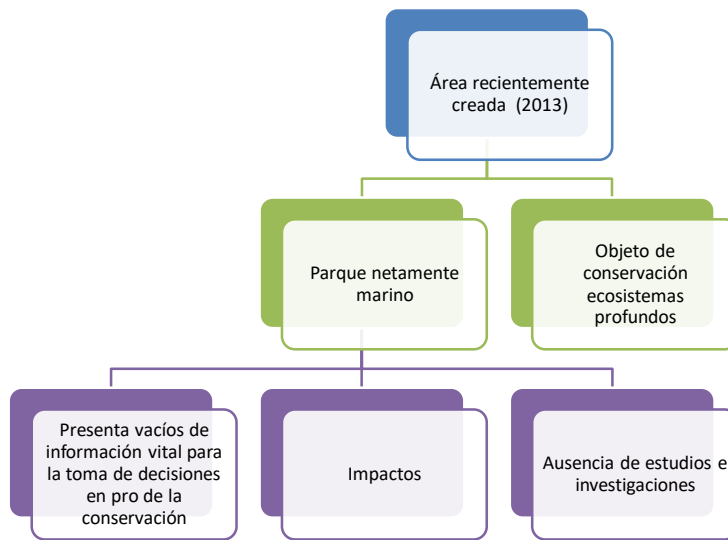 Área recientemente
creada (2013)
Parque netamente
marino
Objeto de
conservación
ecosistemas
profundos
Presenta vacíos de
información vital para
la toma de decisiones
en pro de la
conservación
Impactos
Ausencia de estudios e
investigaciones